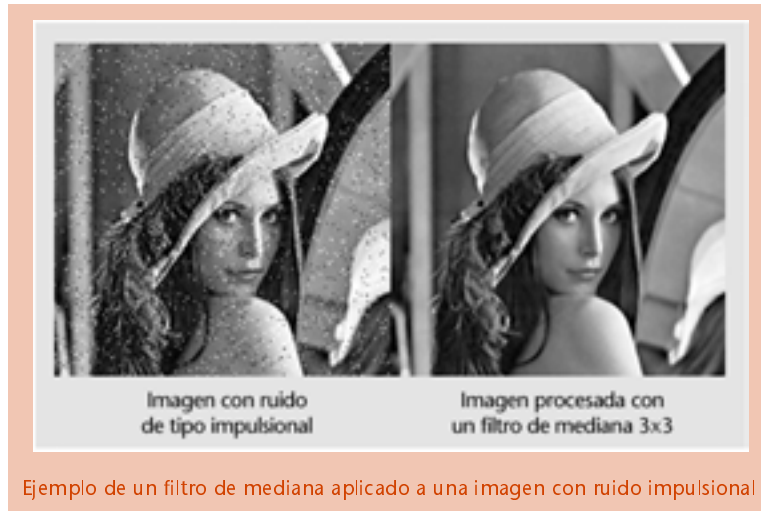 Imagen con ruido
de tipo impulsional
Imagen procesada con
un filtro de mediana 3x3
Ejemplo de un filtro de mediana aplicado a una imagen con ruido impulsional